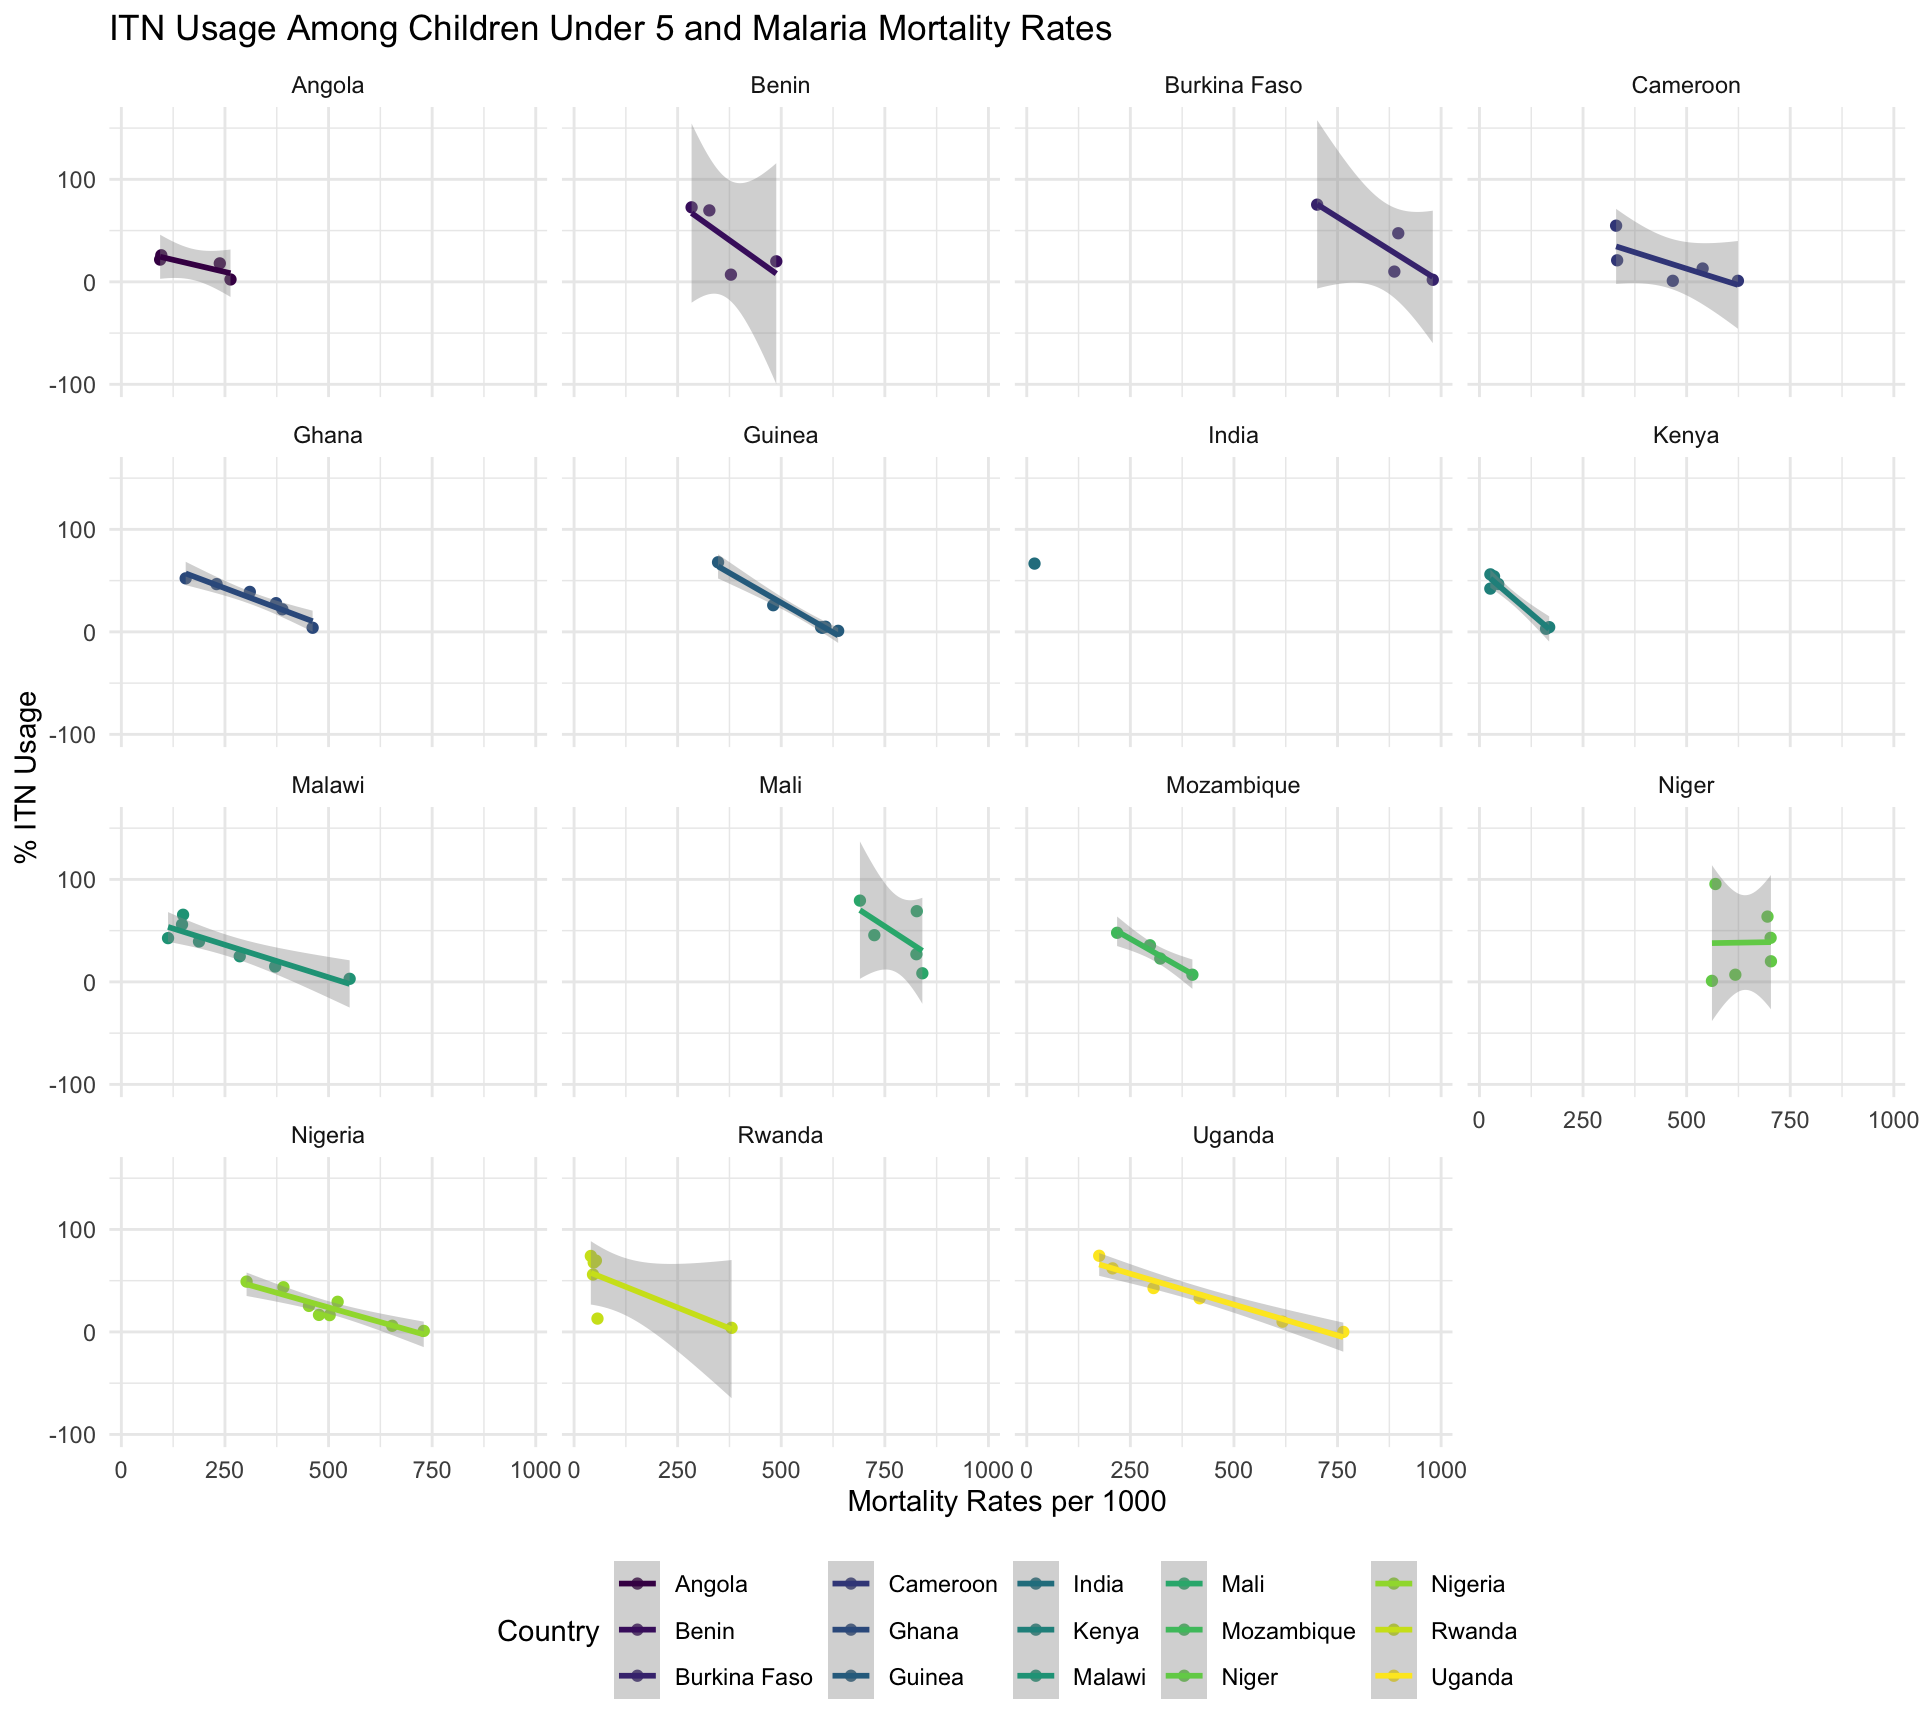 ITN Usage Among Children Under 5 and Malaria Mortality Rates
Angola Benin Burkina Faso Cameroon
100
0
-100
Ghana Guinea India Kenya
100
0
-100
% ITN Usage
Malawi Mali Mozambique Niger
100
0
-100
0 250 500 750 1000
Nigeria Rwanda Uganda
100
0
-100
0 250 500 750 1000 0 250 500 750 1000 0 250 500 750 1000
Mortality Rates per 1000
Country
Angola Cameroon India Mali Nigeria
Benin Ghana Kenya Mozambique Rwanda
Burkina Faso Guinea Malawi Niger Uganda